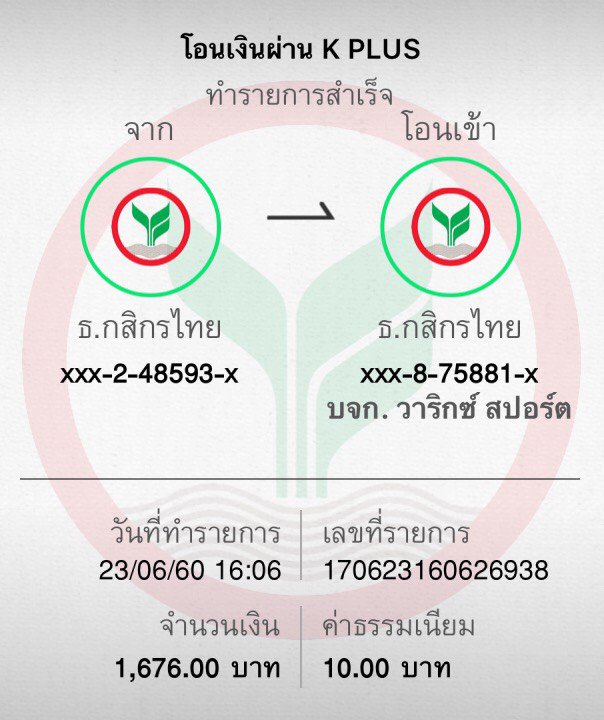 โอนเงินผ่าน K PLUS
ทำรายการสำเร็จ
จาก
โอนเข้า
ธ.กสิกรไทย
ธ.กสิกรไทย
xxx-2-48593-x
xxx-8-75881-x
บจก. วาริกซ์ สปอร์ต
วันที่ทำรายการ
เลขที่รายการ
23/06/60 16:06
170623160626938
จำนวนเงิน
ค่าธรรมเนียม
1,676.00 บาท
10.00 บาท